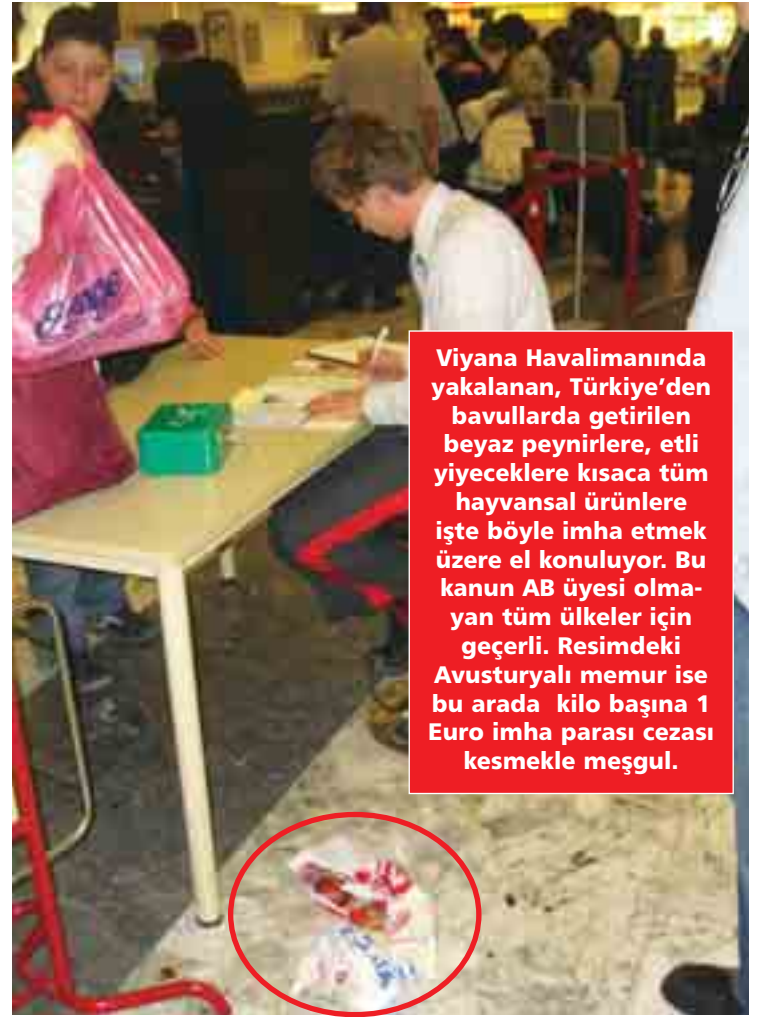 Viyana Havalimanında
yakalanan, Türkiye’den
bavullarda getirilen
beyaz peynirlere, etli
yiyeceklere kısaca tüm
hayvansal ürünlere
işte böyle imha etmek
üzere el konuluyor. Bu
kanun AB üyesi olma-
yan tüm ülkeler için
geçerli. Resimdeki
Avusturyalı memur ise
bu arada  kilo başına 1
Euro imha parası cezası
kesmekle meşgul.